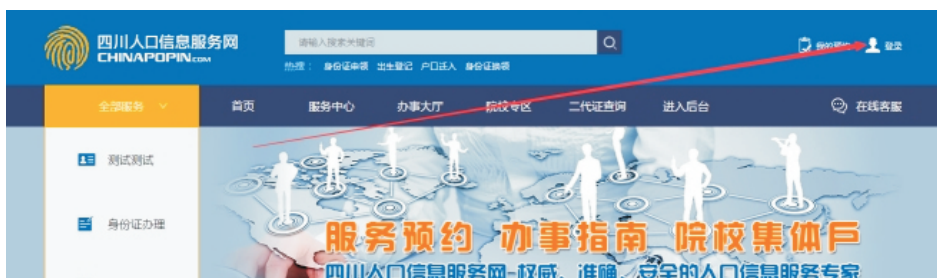 四川人口信息服务网
CHINAPOPIN.COM
请输入搜索关键词
热搜： 身份证申领 出生登记 户口迁入 身份证换领
我的预约 登录
全部服务 首页 服务中心 办事大厅 院校专区 二代证查询 进入后台 在线客服
测试测试
身份证办理
服务预约 办事指南 院校集体戶
四川人口信息服务网-权威、准确、安全的人口信息服务专家